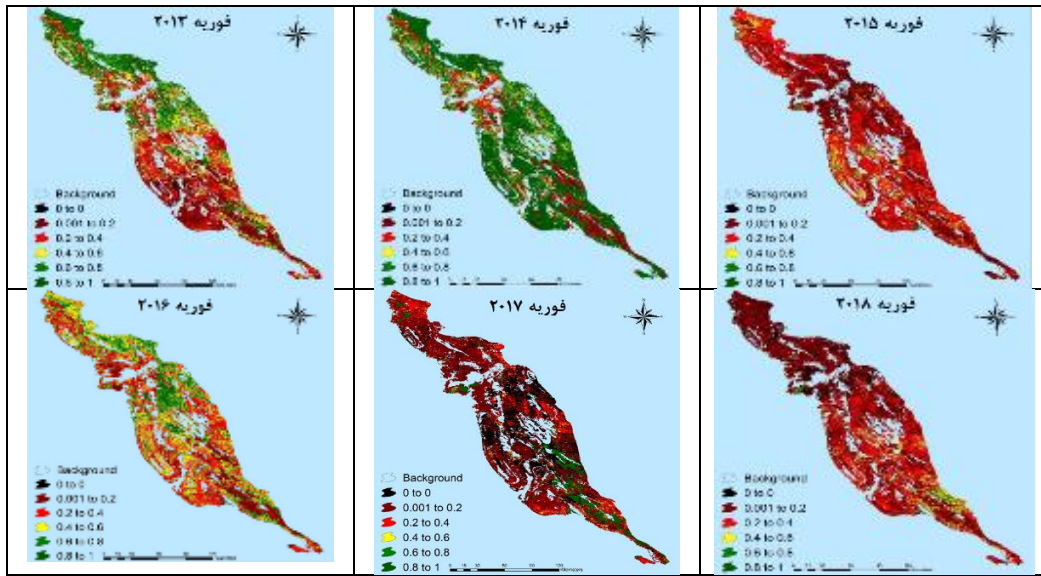 فوریه ۲۰۱۳
Background
0 to 0
0.001 to 0.2
0.2 to 0.4
0.4 to 0.6
0.6 to 0.8
0.8 to 1
فوریه ۲۰۱۴
Background
0 to 0
0.001 to 0.2
0.2 to 0.4
0.4 to 0.6
0.6 to 0.8
0.8 to 1
فوریه ۲۰۱۵
Background
0 to 0
0.001 to 0.2
0.2 to 0.4
0.4 to 0.6
0.6 to 0.8
0.8 to 1
فوریه ۲۰۱۶
Background
0 to 0
0.001 to 0.2
0.2 to 0.4
0.4 to 0.6
0.6 to 0.8
0.8 to 1
فوریه ۲۰۱۷
Background
0 to 0
0.001 to 0.2
0.2 to 0.4
0.4 to 0.6
0.6 to 0.8
0.8 to 1
فوریه ۲۰۱۸
Background
0 to 0
0.001 to 0.2
0.2 to 0.4
0.4 to 0.6
0.6 to 0.8
0.8 to 1